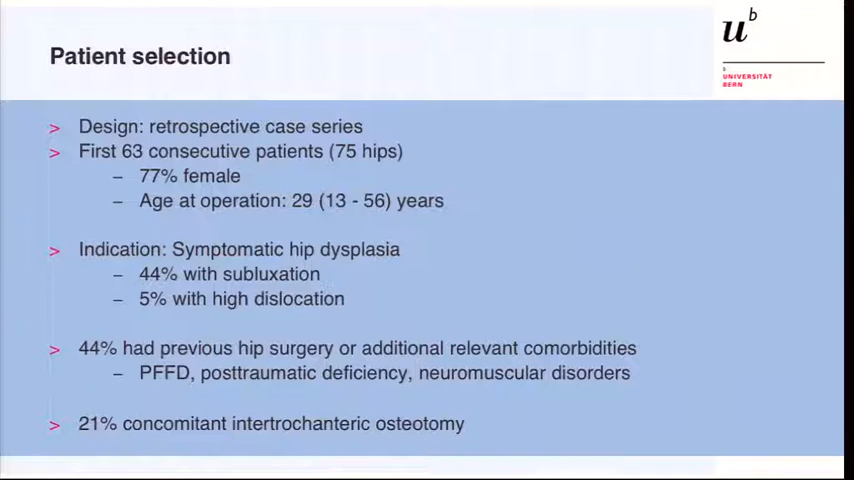 Patient selection
u^b
b
UNIVERSITÄT
BERN
> Design: retrospective case series
> First 63 consecutive patients (75 hips)
– 77% female
– Age at operation: 29 (13 - 56) years
> Indication: Symptomatic hip dysplasia
– 44% with subluxation
– 5% with high dislocation
> 44% had previous hip surgery or additional relevant comorbidities
– PFFD, posttraumatic deficiency, neuromuscular disorders
> 21% concomitant intertrochanteric osteotomy